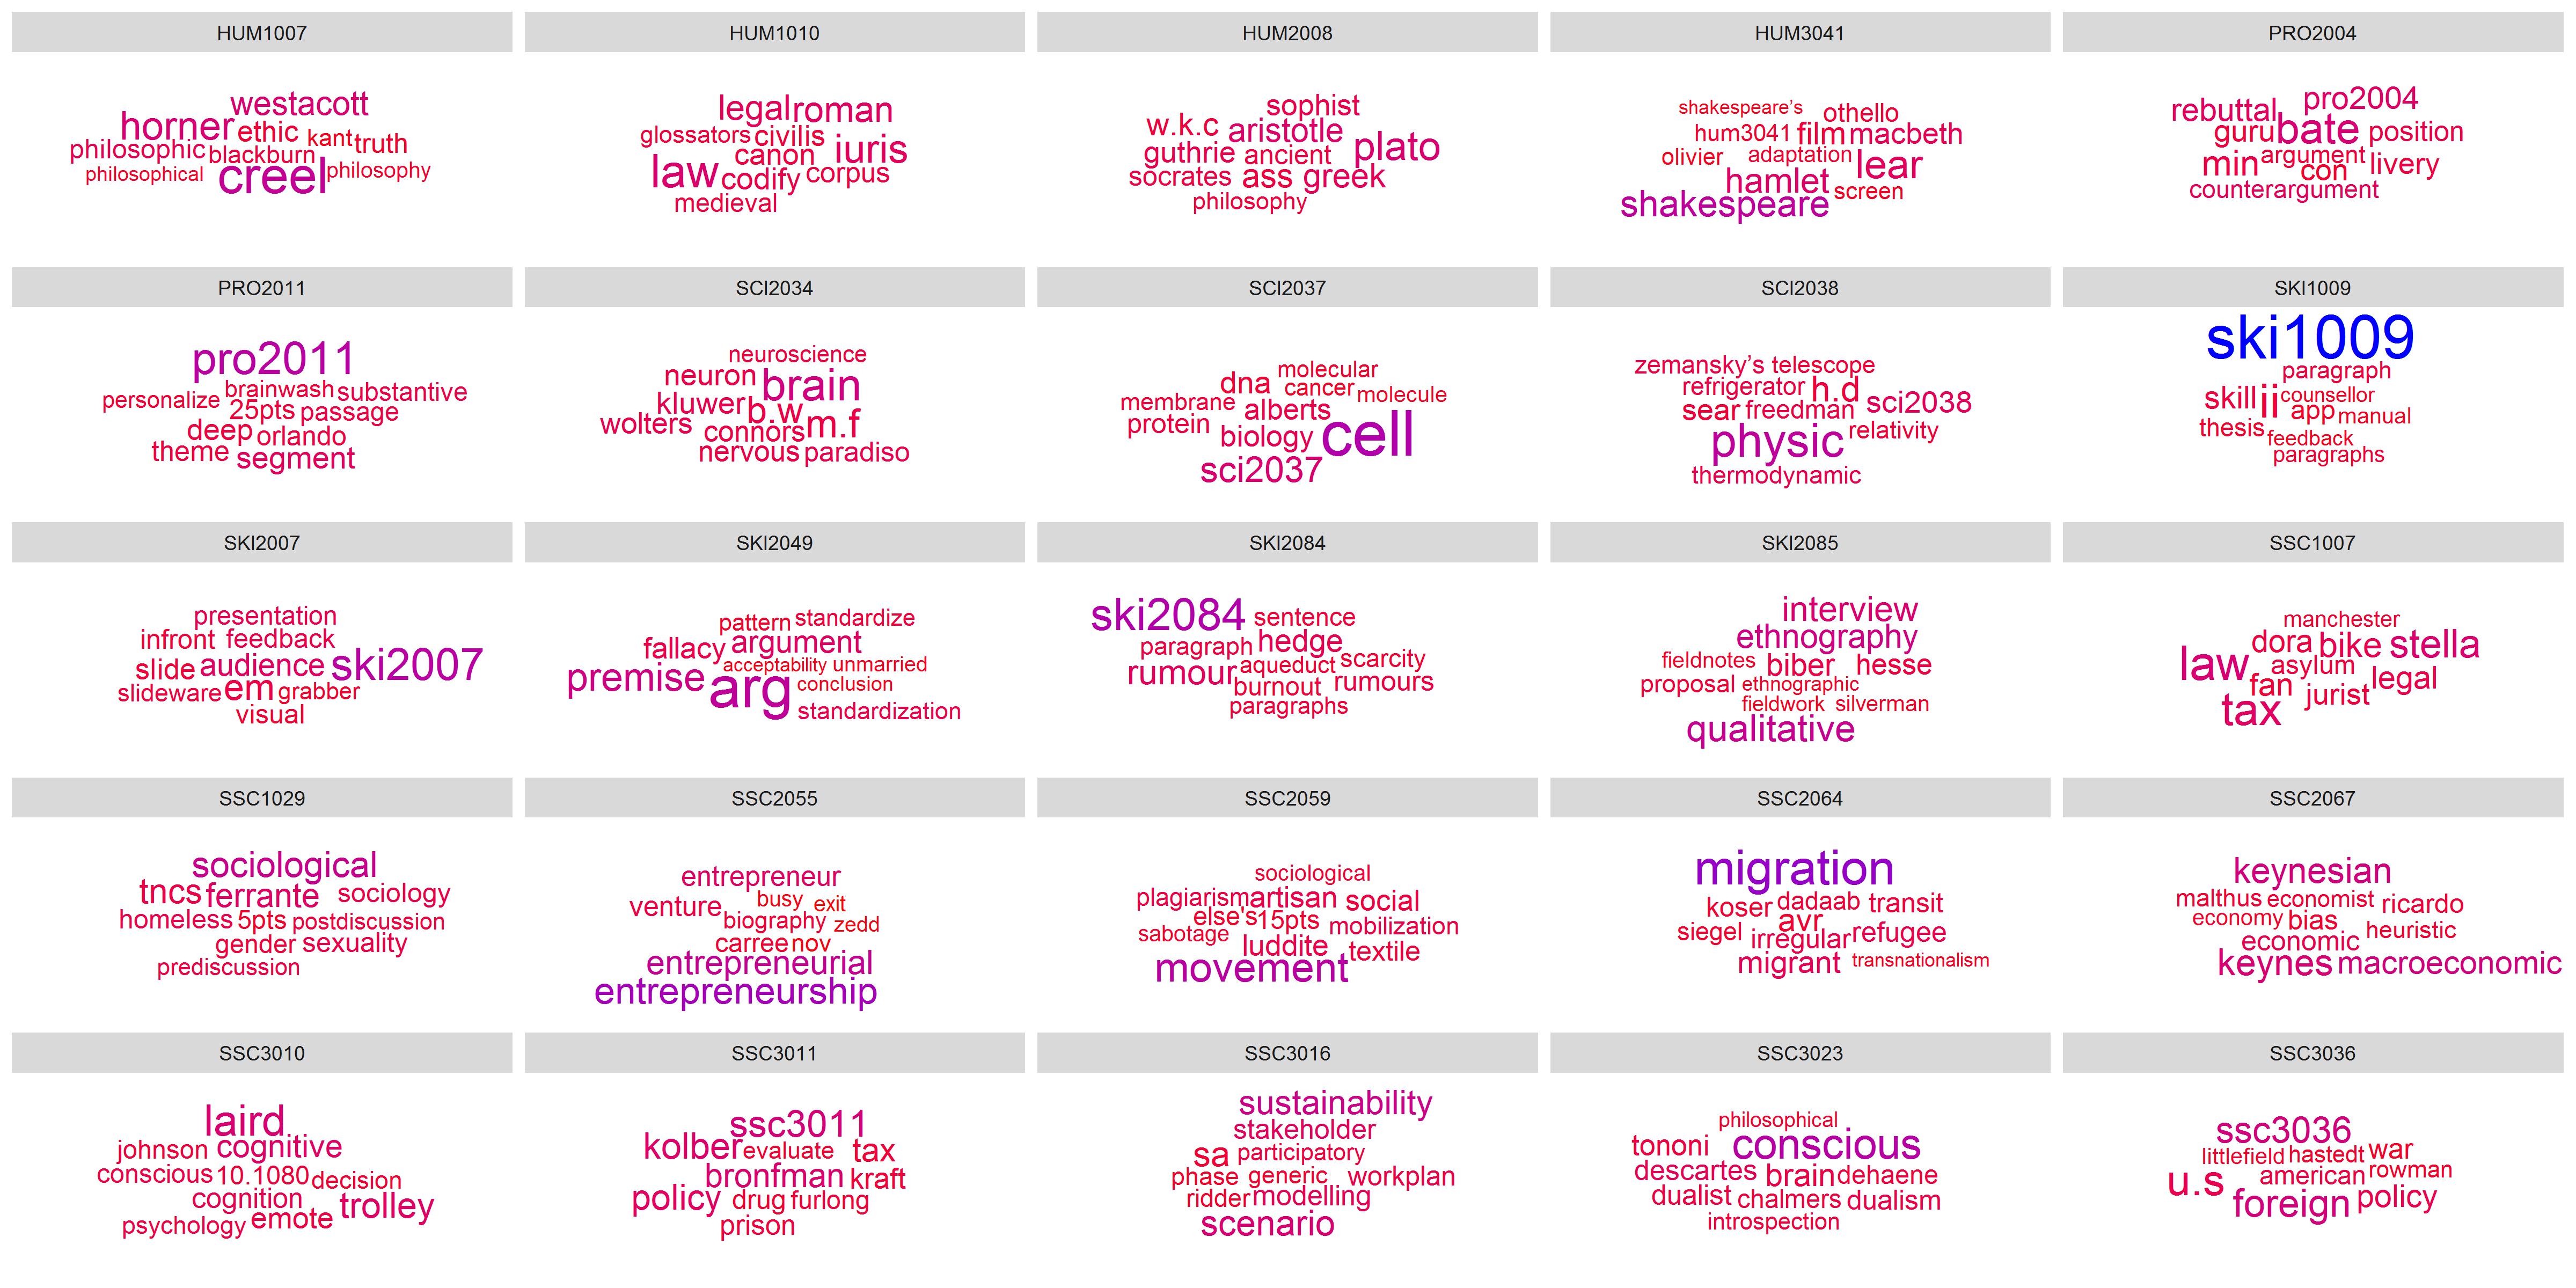 HUM1007
westacott
horner ethic kant truth
philosophic blackburn
philosophical creel philosophy
HUM1010
legal roman
glossators civilis
canon iuris
law codify corpus
medieval
HUM2008
sophist
w.k.c aristotle
guthrie ancient plato
socrates ass greek
philosophy
HUM3041
shakespeare’s othello
hum3041 film macbeth
olivier adaptation lear
hamlet screen
shakespeare
PRO2004
rebuttal pro2004
guru bate position
min argument con livery
counterargument
PRO2011
pro2011
personalize brainwash substantive
25pts passage
deep orlando
theme segment
SCI2034
neuroscience
neuron brain
kluwer b.w m.f
wolters connors
nervous paradiso
SCI2037
molecular
dna cancer molecule
membrane alberts
protein biology cell
sci2037
SCI2038
zemansky’s telescope
refrigerator h.d
sear freedman sci2038
physic relativity
thermodynamic
SKI1009
ski1009
paragraph
skill ii counsellor
app manual
thesis feedback
paragraphs
SKI2007
presentation
infront feedback
slide audience ski2007
slideware em grabber
visual
SKI2049
pattern standardize
fallacy argument
acceptability unmarried
premise arg conclusion
standardization
SKI2084
ski2084 sentence
paragraph hedge
rumour aqueduct scarcity
burnout rumours
paragraphs
SKI2085
interview
ethnography
fieldnotes biber hesse
proposal ethnographic
fieldwork silverman
qualitative
SSC1007
manchester
dora bike stella
law asylum
fan jurist legal
tax
SSC1029
sociological
tncs ferrante sociology
homeless 5pts postdiscussion
gender sexuality
prediscussion
SSC2055
entrepreneur
venture busy exit
biography zedd
carree nov
entrepreneurial
entrepreneurship
SSC2059
sociological
plagiarism artisan social
else's 15pts mobilization
sabotage luddite textile
movement
SSC2064
migration
koser dadaab transit
avr
siegel irregular refugee
migrant transnationalism
SSC2067
keynesian
malthus economist ricardo
economy bias heuristic
economic
keynes macroeconomic
SSC3010
laird
johnson cognitive
conscious 10.1080 decision
cognition trolley
psychology emote
SSC3011
ssc3011
kolber evaluate tax
bronfman kraft
policy drug furlong
prison
SSC3016
sustainability
stakeholder
sa participatory
phase generic workplan
ridder modelling
scenario
SSC3023
philosophical
tononi conscious
descartes brain dehaene
dualist chalmers dualism
introspection
SSC3036
ssc3036
littlefield hastedt war
u.s american rowman
foreign policy